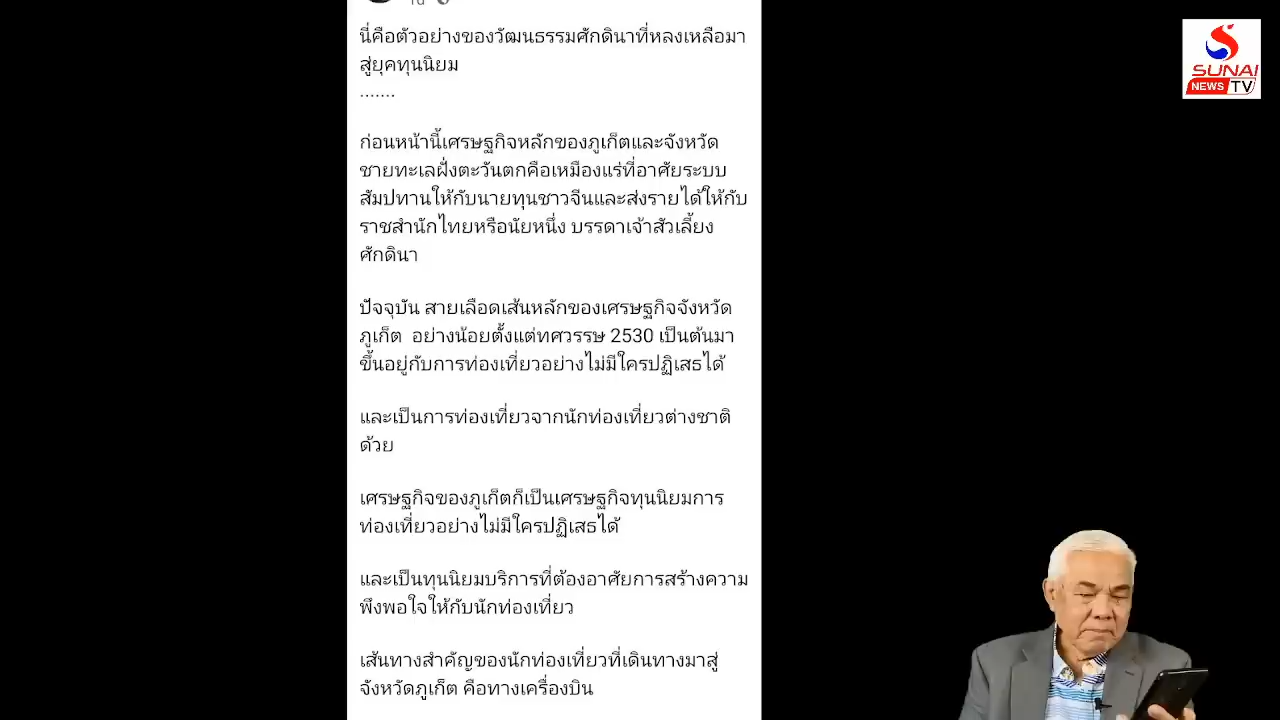 นี่คือตัวอย่างของวัฒนธรรมศักดินาที่หลงเหลือมา
สู่ยุคทุนนิยม
.......
ก่อนหน้านี้เศรษฐกิจหลักของภูเก็ตและจังหวัด
ชายทะเลฝั่งตะวันตกคือเหมืองแร่ที่อาศัยระบบ
สัมปทานให้กับนายทุนชาวจีนและส่งรายได้ให้กับ
ราชสำนักไทยหรือนัยหนึ่ง บรรดาเจ้าสัวเลี้ยง
ศักดินา
ปัจจุบัน สายเลือดเส้นหลักของเศรษฐกิจจังหวัด
ภูเก็ต อย่างน้อยตั้งแต่ทศวรรษ 2530 เป็นต้นมา
ขึ้นอยู่กับการท่องเที่ยวอย่างไม่มีใครปฏิเสธได้
และเป็นการท่องเที่ยวจากนักท่องเที่ยวต่างชาติ
ด้วย
เศรษฐกิจของภูเก็ตก็เป็นเศรษฐกิจทุนนิยมการ
ท่องเที่ยวอย่างไม่มีใครปฏิเสธได้
และเป็นทุนนิยมบริการที่ต้องอาศัยการสร้างความ
พึงพอใจให้กับนักท่องเที่ยว
เส้นทางสำคัญของนักท่องเที่ยวที่เดินทางมาสู่
จังหวัดภูเก็ต คือทางเครื่องบิน
SUNAI
NEWS TV